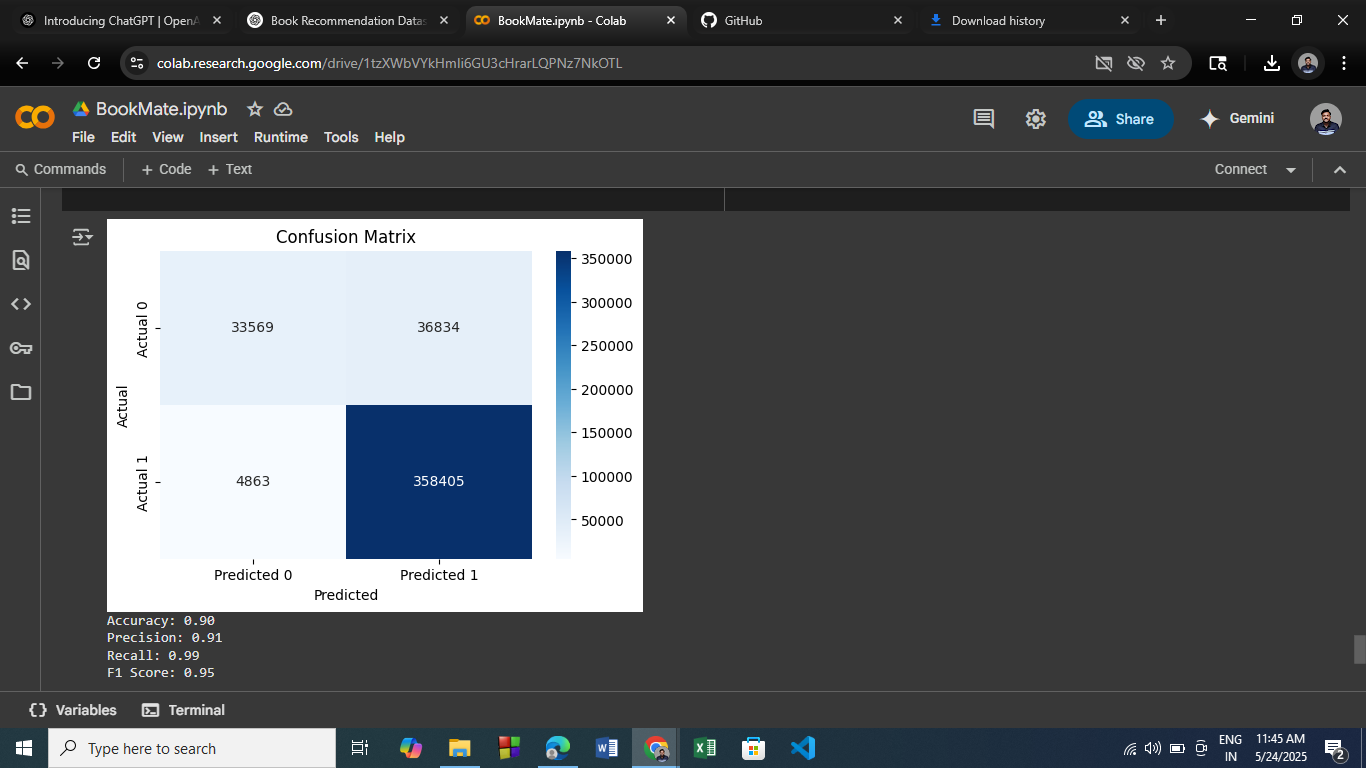 Introducing ChatGPT | OpenA
Book Recommendation Datas
BookMate.ipynb - Colab
GitHub
Download history
colab.research.google.com/drive/1tzXWbVYkHmIi6GU3cHrarLQPNz7NkOTL
BookMate.ipynb
File Edit View Insert Runtime Tools Help
Share
Gemini
Commands
+ Code + Text
Connect
Confusion Matrix
Actual
Actual 0
33569 36834
Actual 1
4863 358405
350000
300000
250000
200000
150000
100000
50000
Predicted 0 Predicted 1
Predicted
Accuracy: 0.90
Precision: 0.91
Recall: 0.99
F1 Score: 0.95
Variables Terminal
Type here to search
ENG
IN
11:45 AM
5/24/2025
2